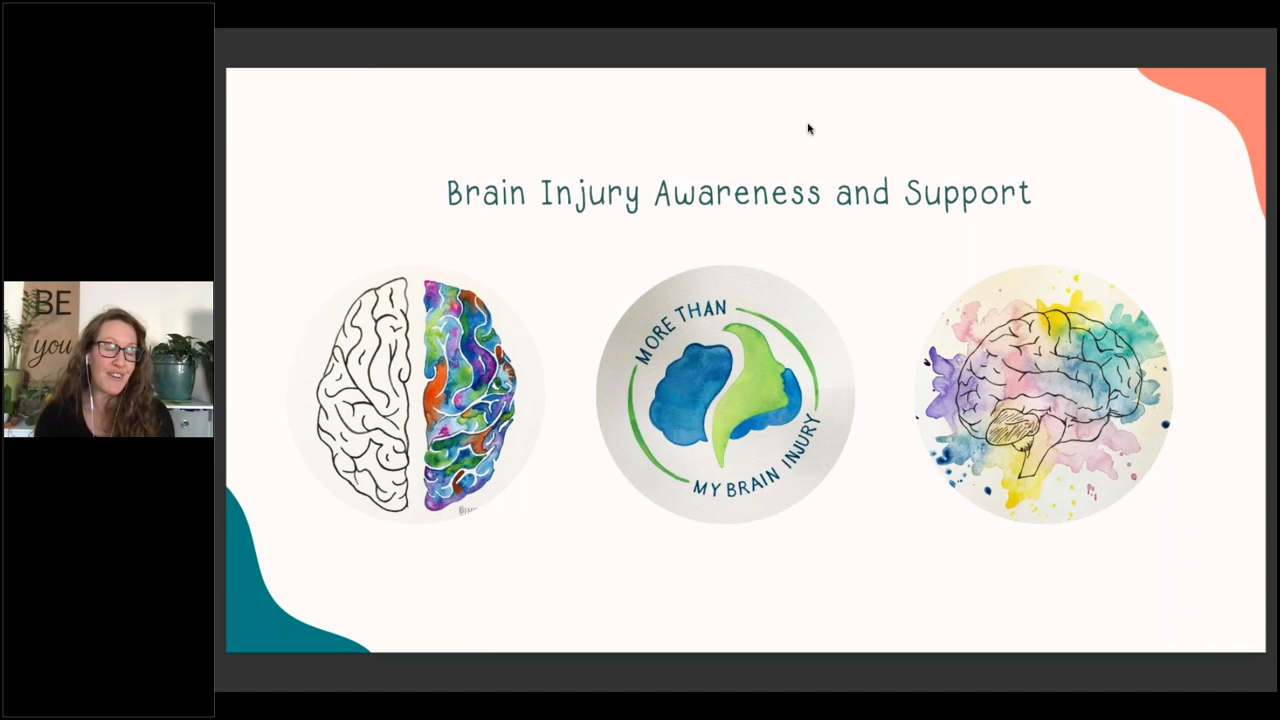 BE
you
Brain Injury Awareness and Support
MORE THAN
MY BRAIN INJURY